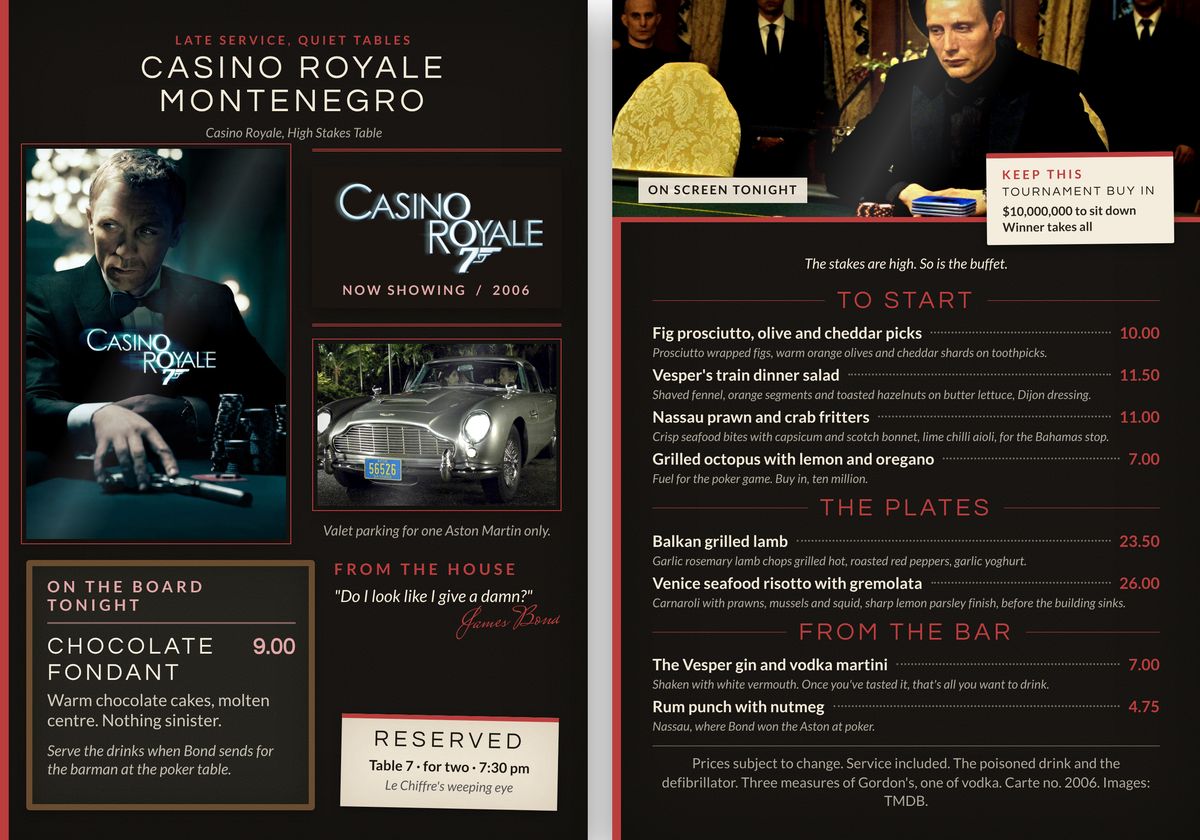 LATE SERVICE, QUIET TABLES
CASINO ROYALE
MONTENEGRO
Casino Royale, High Stakes Table
CASINO
ROYALE
007
CASINO
ROYALE
007
NOW SHOWING / 2006
56526
Valet parking for one Aston Martin only.
ON THE BOARD
TONIGHT
CHOCOLATE 9.00
FONDANT
Warm chocolate cakes, molten
centre. Nothing sinister.
Serve the drinks when Bond sends for
the barman at the poker table.
FROM THE HOUSE
"Do I look like I give a damn?"
James Bond
RESERVED
Table 7 · for two · 7:30 pm
Le Chiffre's weeping eye
ON SCREEN TONIGHT
KEEP THIS
TOURNAMENT BUY IN
$10,000,000 to sit down
Winner takes all
The stakes are high. So is the buffet.
TO START
Fig prosciutto, olive and cheddar picks 10.00
Prosciutto wrapped figs, warm orange olives and cheddar shards on toothpicks.
Vesper's train dinner salad 11.50
Shaved fennel, orange segments and toasted hazelnuts on butter lettuce, Dijon dressing.
Nassau prawn and crab fritters 11.00
Crisp seafood bites with capsicum and scotch bonnet, lime chilli aioli, for the Bahamas stop.
Grilled octopus with lemon and oregano 7.00
Fuel for the poker game. Buy in, ten million.
THE PLATES
Balkan grilled lamb 23.50
Garlic rosemary lamb chops grilled hot, roasted red peppers, garlic yoghurt.
Venice seafood risotto with gremolata 26.00
Carnaroli with prawns, mussels and squid, sharp lemon parsley finish, before the building sinks.
FROM THE BAR
The Vesper gin and vodka martini 7.00
Shaken with white vermouth. Once you've tasted it, that's all you want to drink.
Rum punch with nutmeg 4.75
Nassau, where Bond won the Aston at poker.
Prices subject to change. Service included. The poisoned drink and the
defibrillator. Three measures of Gordon's, one of vodka. Carte no. 2006. Images:
TMDB.